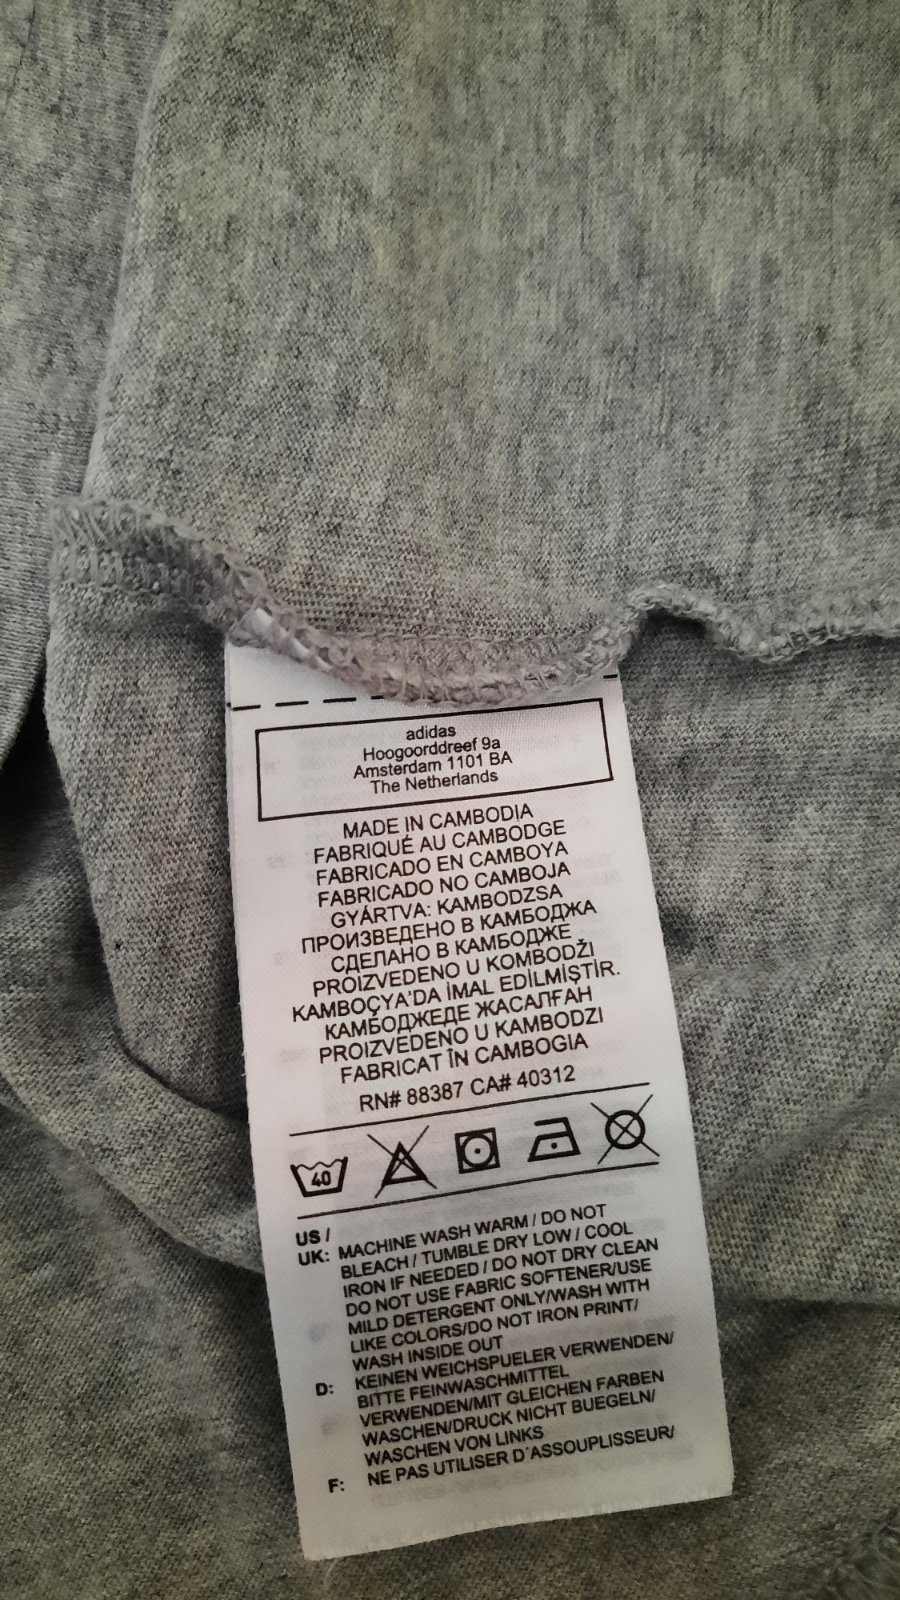 adidas
Hoogoorddreef 9a
Amsterdam 1101 BA
The Netherlands
MADE IN CAMBODIA
FABRIQUÉ AU CAMBODGE
FABRICADO EN CAMBOYA
FABRICADO NO CAMBOJA
GYÁRTVA: KAMBODZSA
ПРОИЗВЕДЕНО В КАМБОДЖА
СДЕЛАНО В КАМБОДЖЕ
PROIZVEDENO U KOMBODŽI
KAMBOÇYA'DA İMAL EDİLMİŞTİR.
КАМБОДЖЕДЕ ЖАСАЛҒАН
PROIZVEDENO U KAMBODZI
FABRICAT ÎN CAMBOGIA
RN# 88387 CA# 40312
40
US /
UK: MACHINE WASH WARM / DO NOT
BLEACH / TUMBLE DRY LOW / COOL
IRON IF NEEDED / DO NOT DRY CLEAN
DO NOT USE FABRIC SOFTENER/USE
MILD DETERGENT ONLY/WASH WITH
LIKE COLORS/DO NOT IRON PRINT/
WASH INSIDE OUT
D: KEINEN WEICHSPUELER VERWENDEN/
BITTE FEINWASCHMITTEL
VERWENDEN/MIT GLEICHEN FARBEN
WASCHEN/DRUCK NICHT BUEGELN/
WASCHEN VON LINKS
F: NE PAS UTILISER D'ASSOUPLISSEUR/